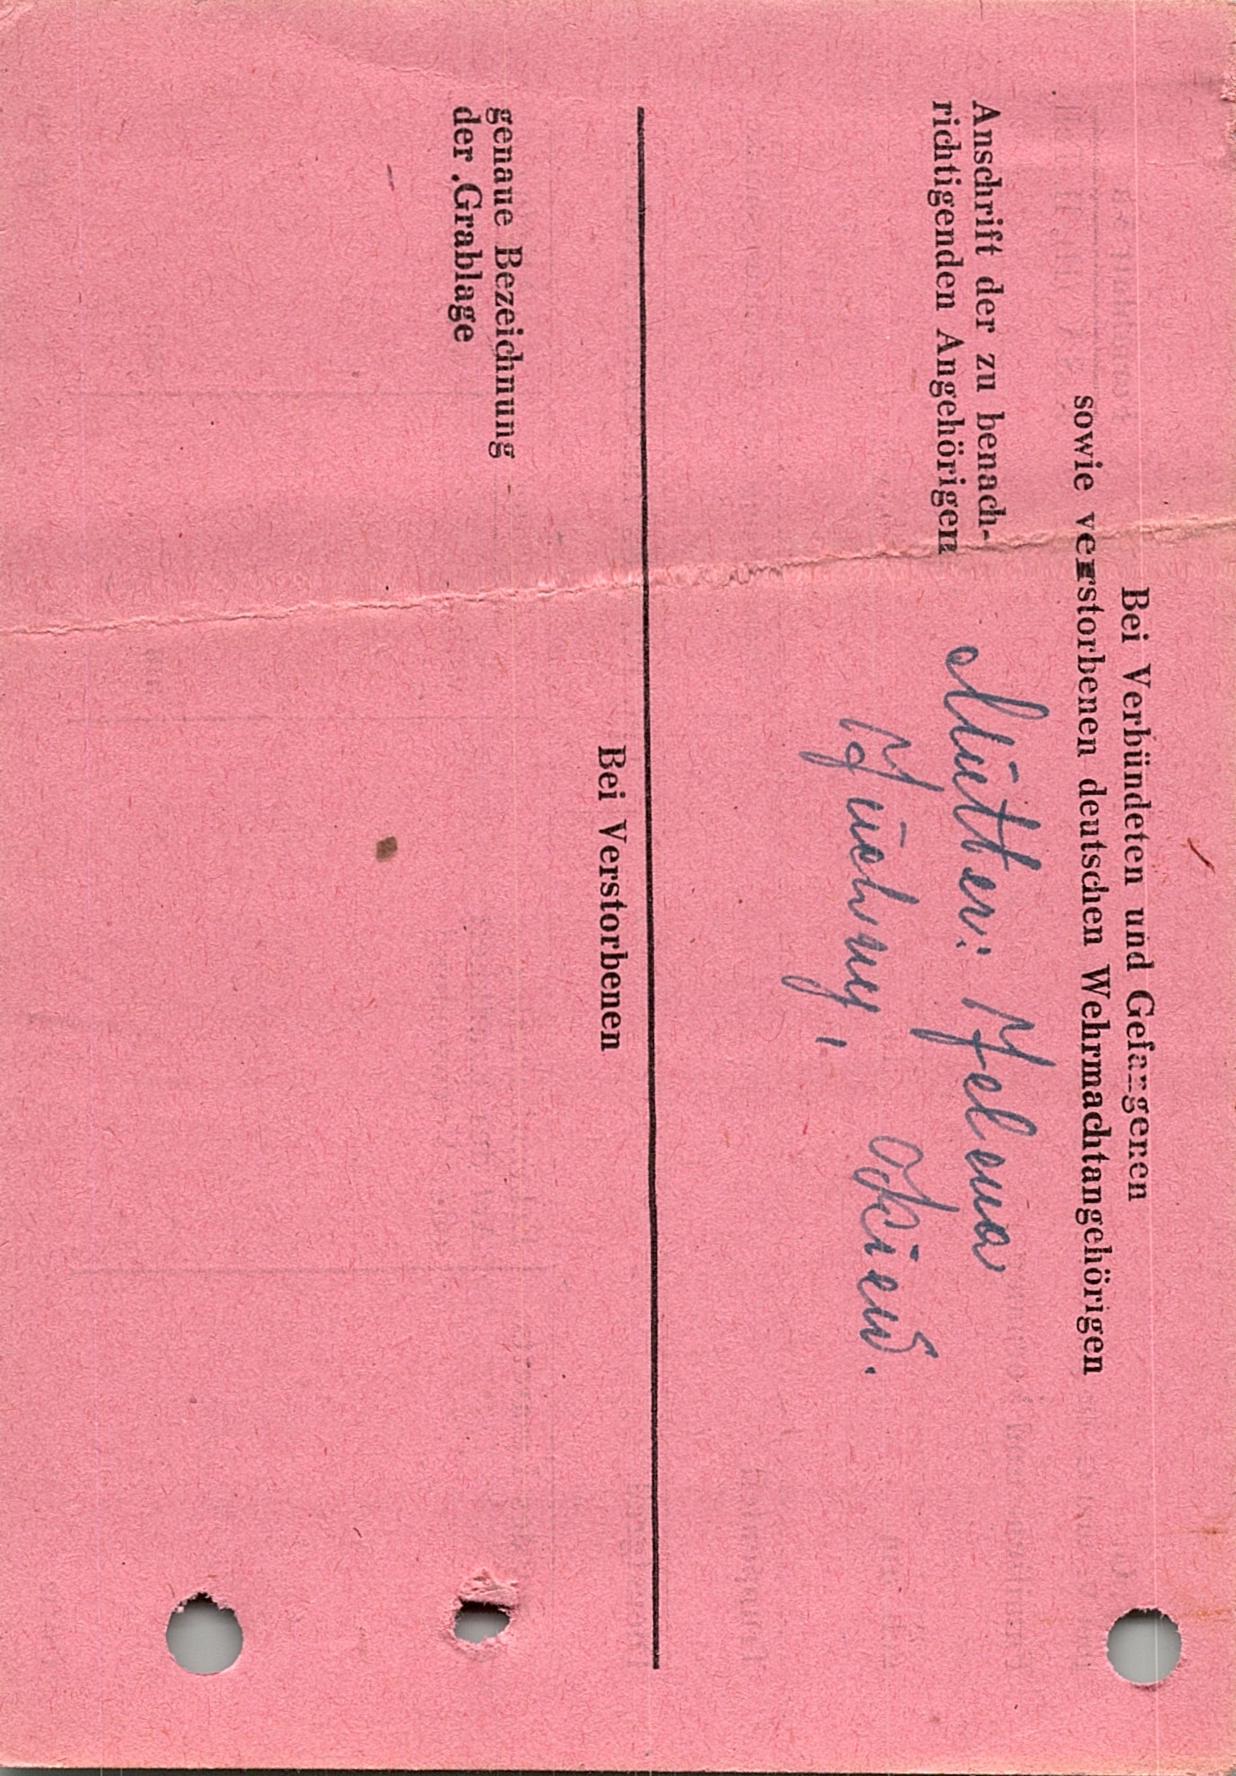 Bei Verbündeten und Gefangenen
sowie verstorbenen deutschen Wehrmachtangehörigen
Anschrift der zu benach-
richtigenden Angehörigen
Mutter: Helena
Kiew.
Bei Verstorbenen
genaue Bezeichnung
der Grablage